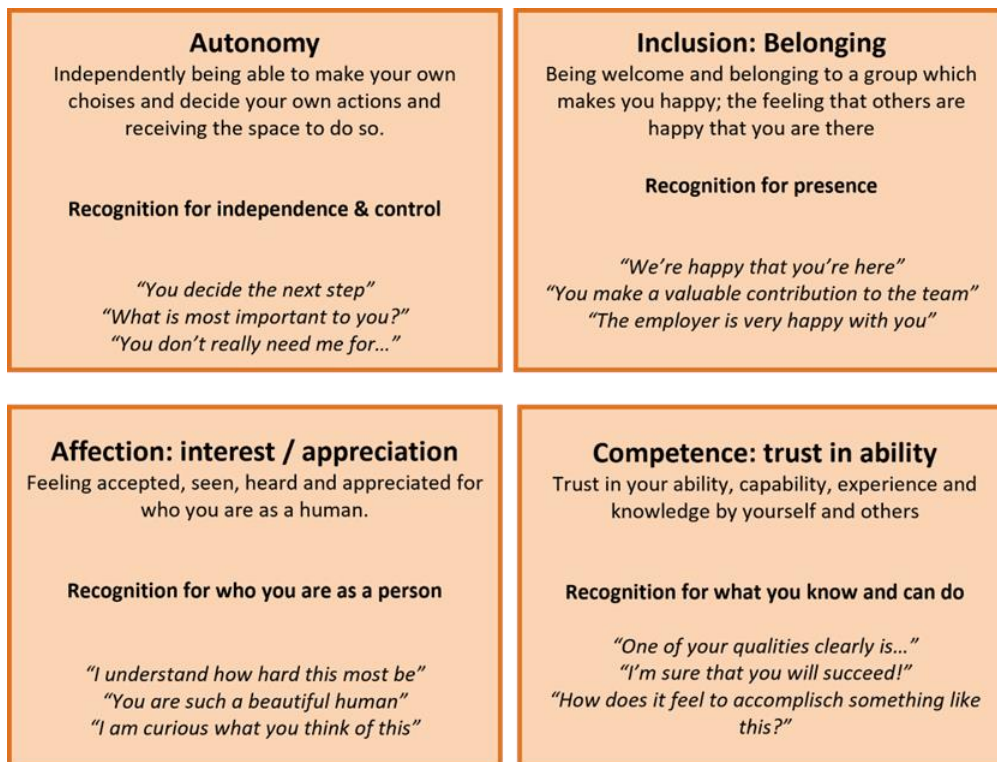 Autonomy
Independently being able to make your own
choises and decide your own actions and
receiving the space to do so.
Recognition for independence & control
“You decide the next step”
“What is most important to you?”
“You don’t really need me for…”
Inclusion: Belonging
Being welcome and belonging to a group which
makes you happy; the feeling that others are
happy that you are there
Recognition for presence
“We’re happy that you’re here”
“You make a valuable contribution to the team”
“The employer is very happy with you”
Affection: interest / appreciation
Feeling accepted, seen, heard and appreciated for
who you are as a human.
Recognition for who you are as a person
“I understand how hard this most be”
“You are such a beautiful human”
“I am curious what you think of this”
Competence: trust in ability
Trust in your ability, capability, experience and
knowledge by yourself and others
Recognition for what you know and can do
“One of your qualities clearly is…”
“I’m sure that you will succeed!”
“How does it feel to accomplisch something like
this?”